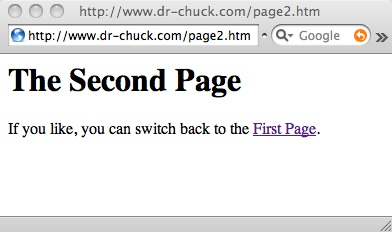 http://www.dr-chuck.com/page2.htm
http://www.dr-chuck.com/page2.htm Google
The Second Page
If you like, you can switch back to the First Page.